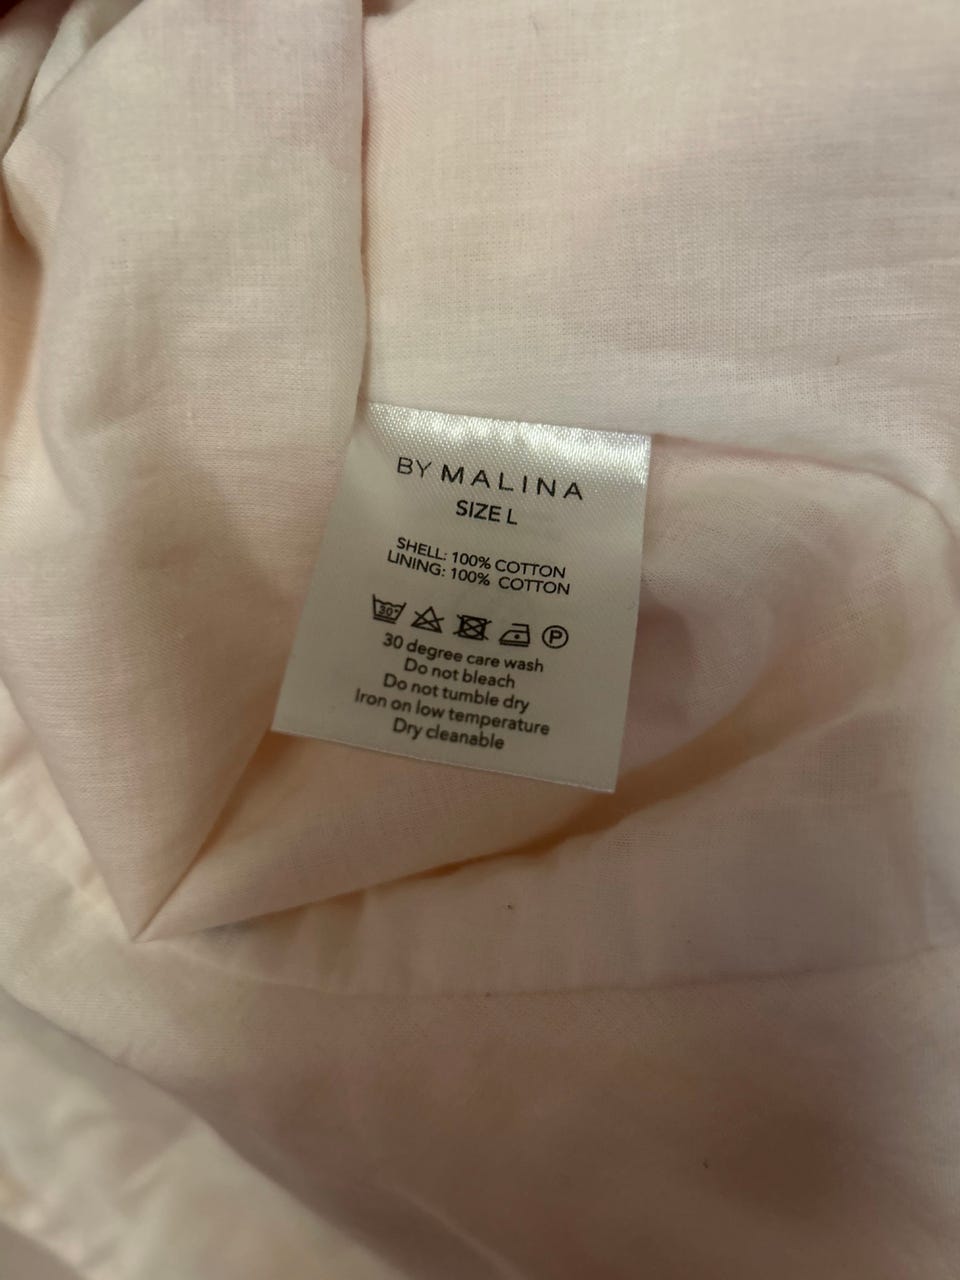 BY MALINA
SIZE L
SHELL: 100% COTTON
LINING: 100% COTTON
30° P
30 degree care wash
Do not bleach
Do not tumble dry
Iron on low temperature
Dry cleanable